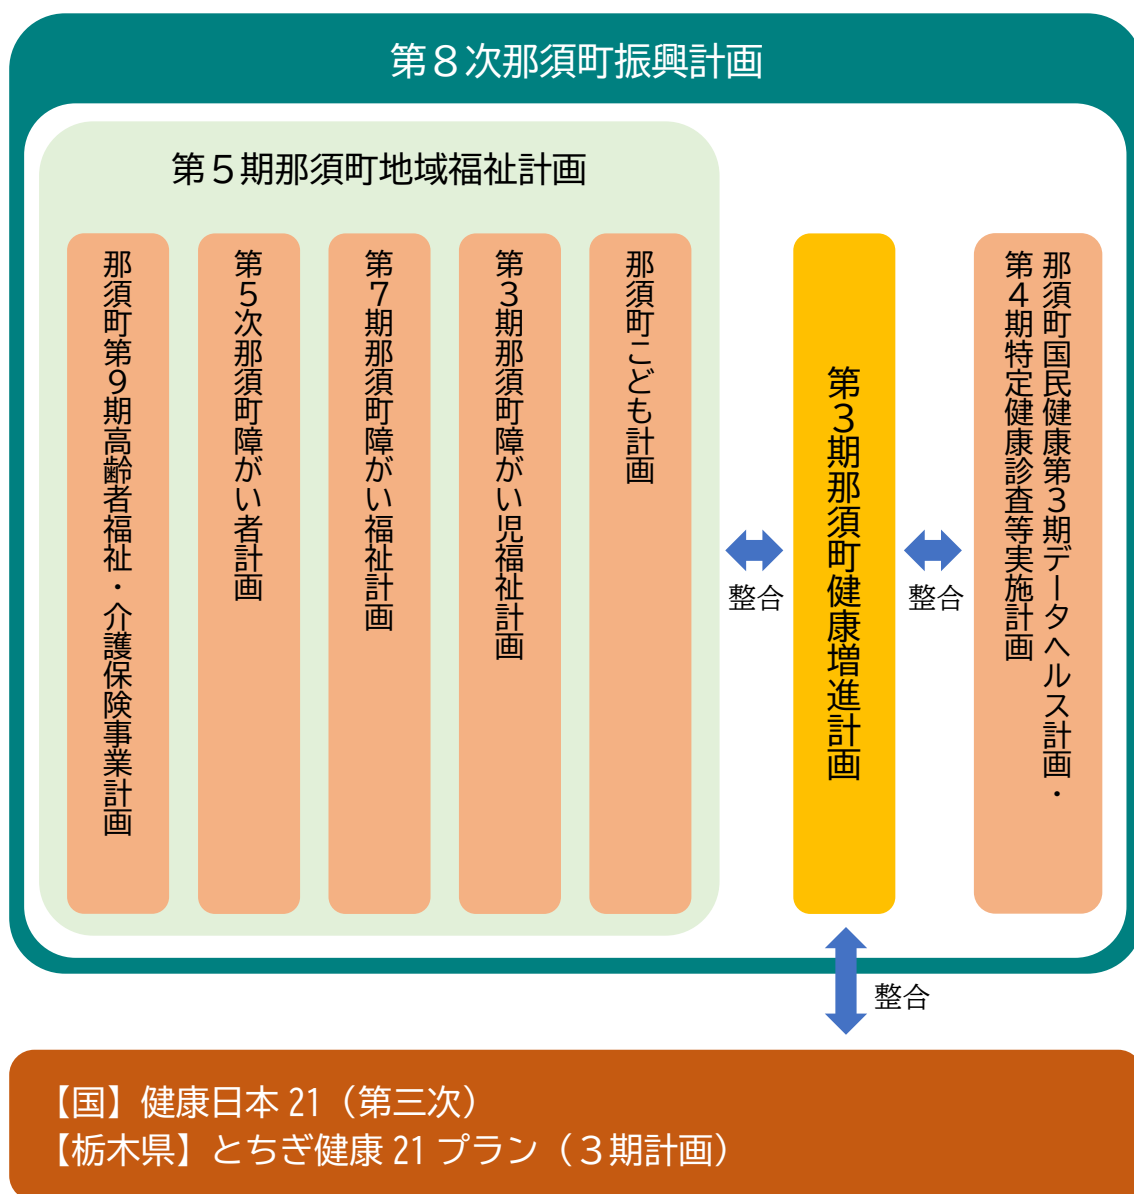 第８次那須町振興計画
第５期那須町地域福祉計画
那須町第９期高齢者福祉・介護保険事業計画
第５次那須町障がい者計画
第７期那須町障がい福祉計画
第３期那須町障がい児福祉計画
那須町こども計画
整合
第３期那須町健康増進計画
整合
那須町国民健康第３期データヘルス計画・
第４期特定健康診査等実施計画
整合
【国】健康日本 21（第三次）
【栃木県】とちぎ健康 21 プラン（３期計画）